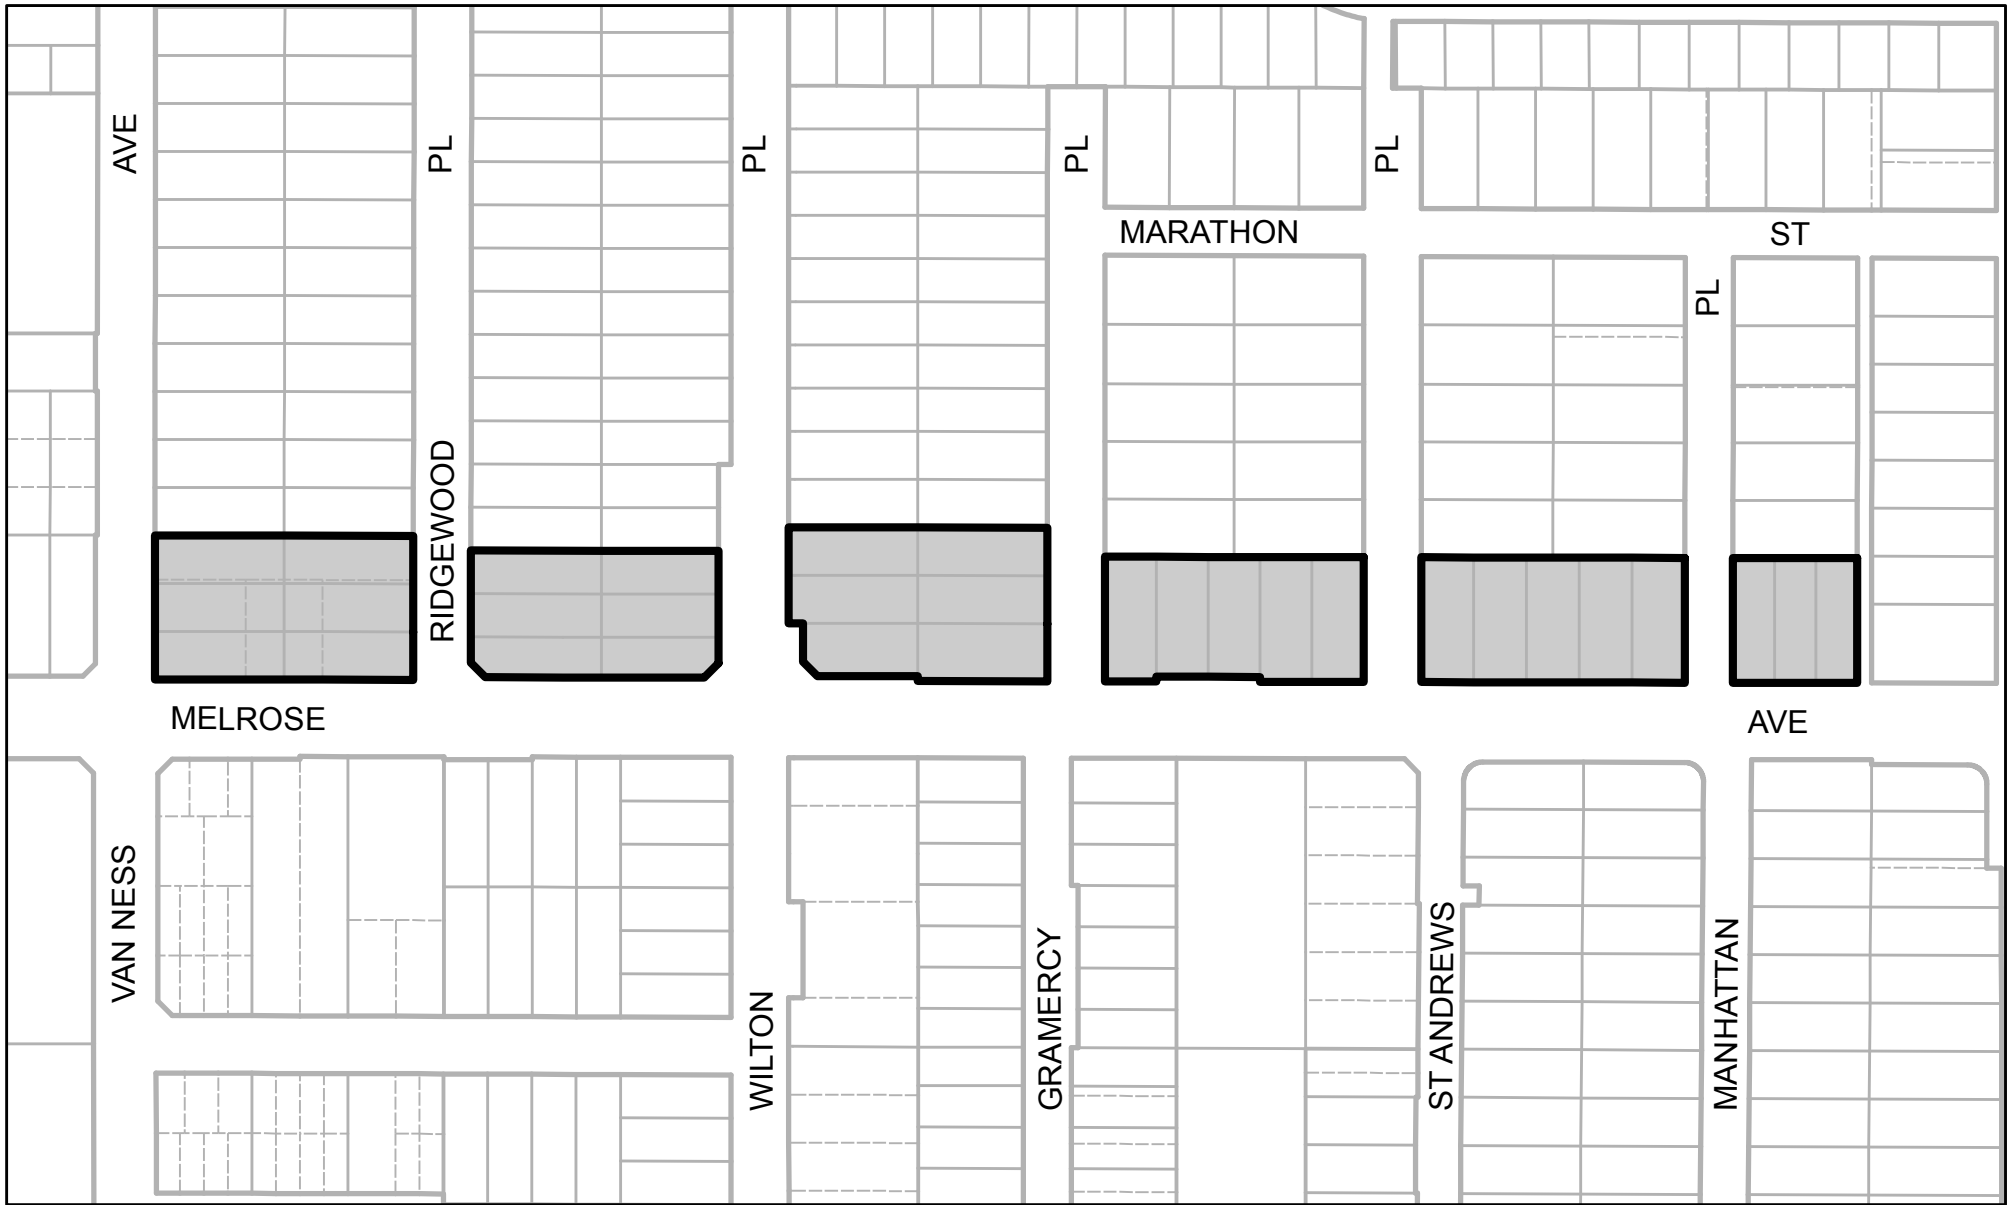 AVE
PL
PL
PL
PL
MARATHON
ST
PL
RIDGEWOOD
MELROSE
AVE
VAN NESS
WILTON
GRAMERCY
ST ANDREWS
MANHATTAN